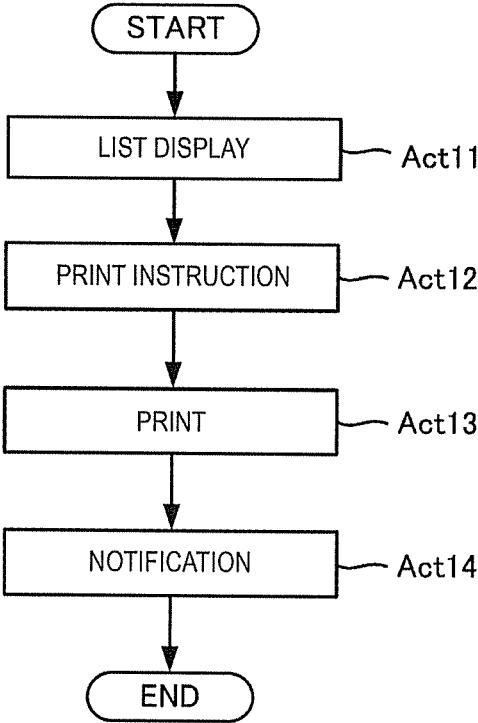 START
LIST DISPLAY
Act11
PRINT INSTRUCTION
Act12
PRINT
Act13
NOTIFICATION
Act14
END